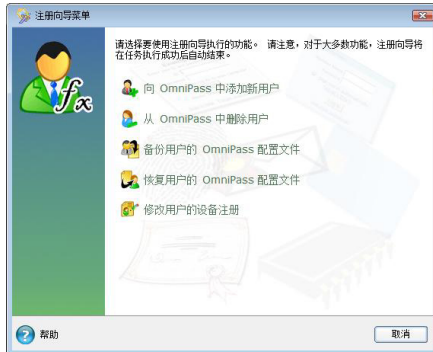 注册向导菜单
请选择要使用注册向导执行的功能。 请注意，对于大多数功能，注册向导将
在任务执行成功后自动结束。
向 OmniPass 中添加新用户
从 OmniPass 中删除用户
备份用户的 OmniPass 配置文件
恢复用户的 OmniPass 配置文件
修改用户的设备注册
fx
帮助
取消